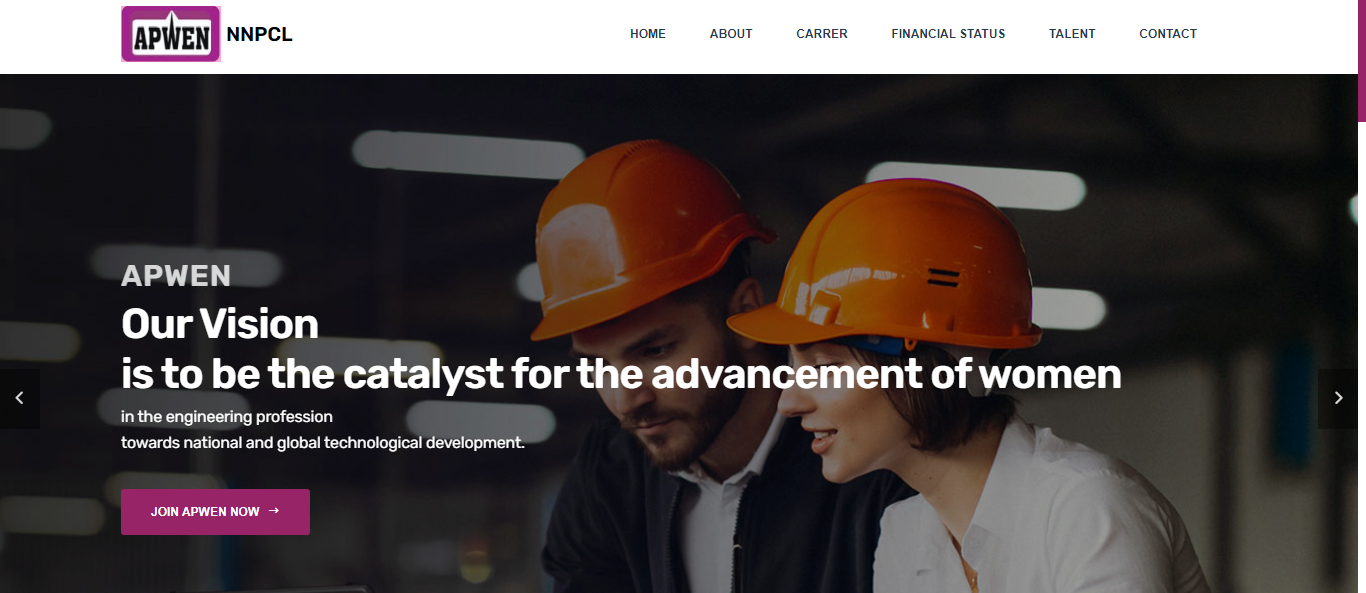 APWEN NNPCL
HOME ABOUT CARRER FINANCIAL STATUS TALENT CONTACT
APWEN
Our Vision
is to be the catalyst for the advancement of women
in the engineering profession
towards national and global technological development.
JOIN APWEN NOW →